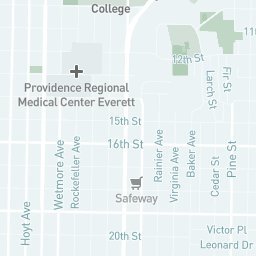 College
11th
12th St
Larch St
Fir St
Providence Regional
Medical Center Everett
15th St
16th St
Wetmore Ave
Rockefeller Ave
Rainier Ave
Virginia Ave
Baker Ave
Cedar St
Pine St
Safeway
Hoyt Ave
Victor Pl
20th St
Leonard Dr